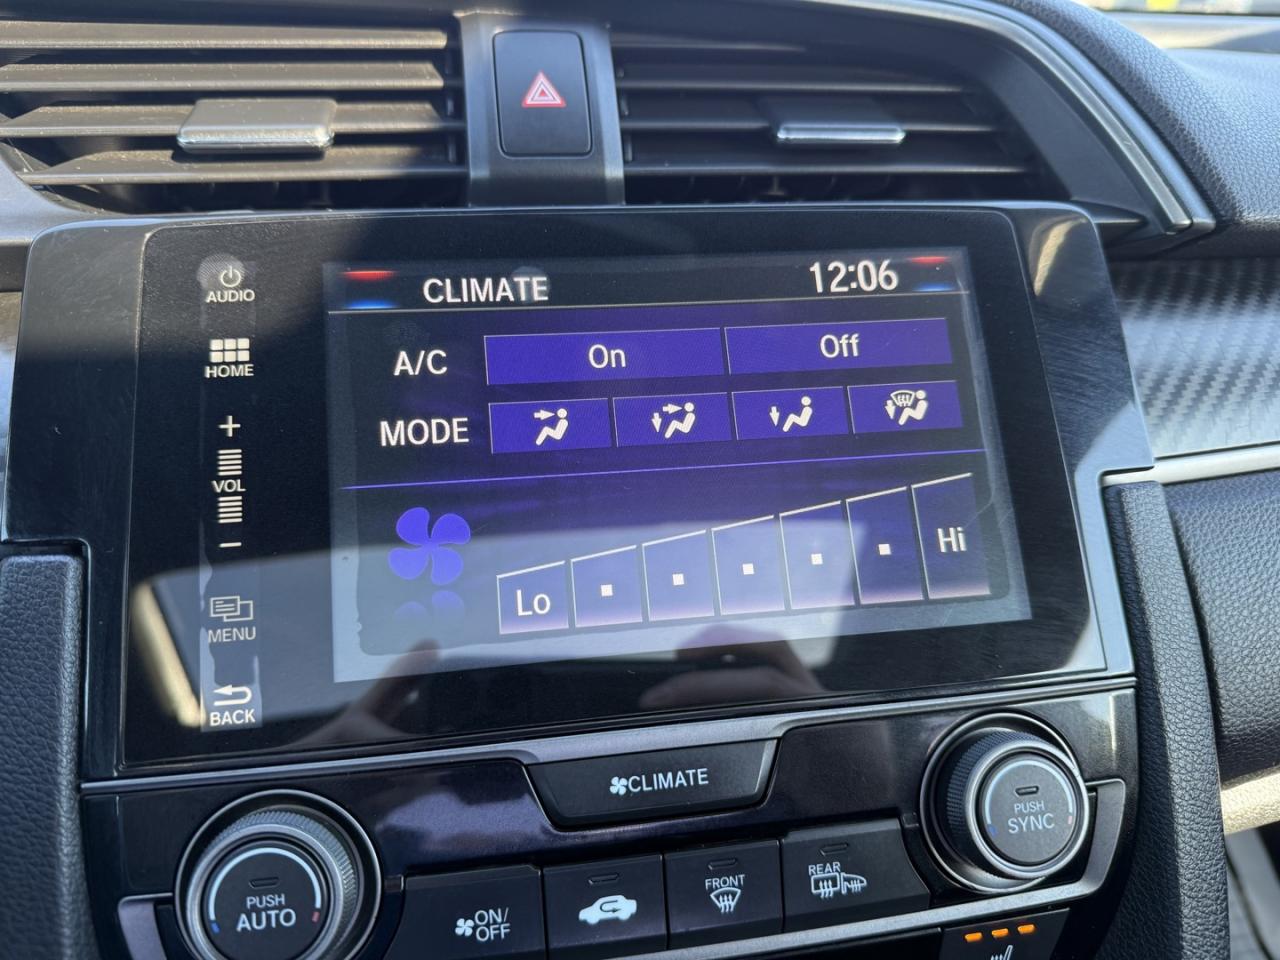 AUDIO
CLIMATE 12:06
HOME
A/C On Off
+
MODE
VOL
-
Lo Hi
MENU
BACK
CLIMATE
PUSH
SYNC
PUSH
AUTO
ON/
OFF
FRONT
REAR